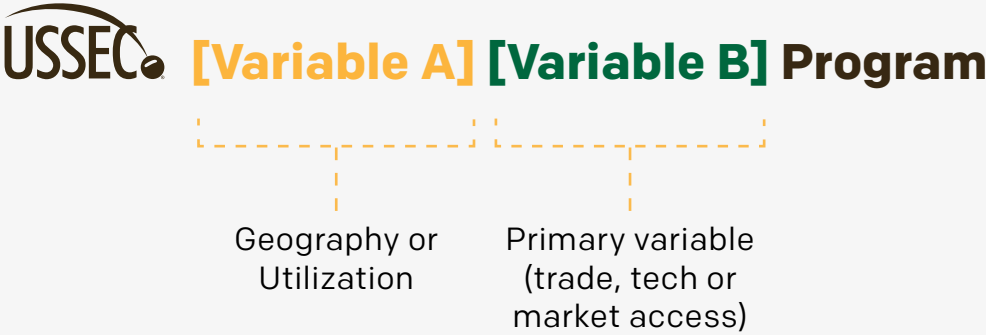 USSEC [Variable A] [Variable B] Program
Geography or
Utilization
Primary variable
(trade, tech or
market access)